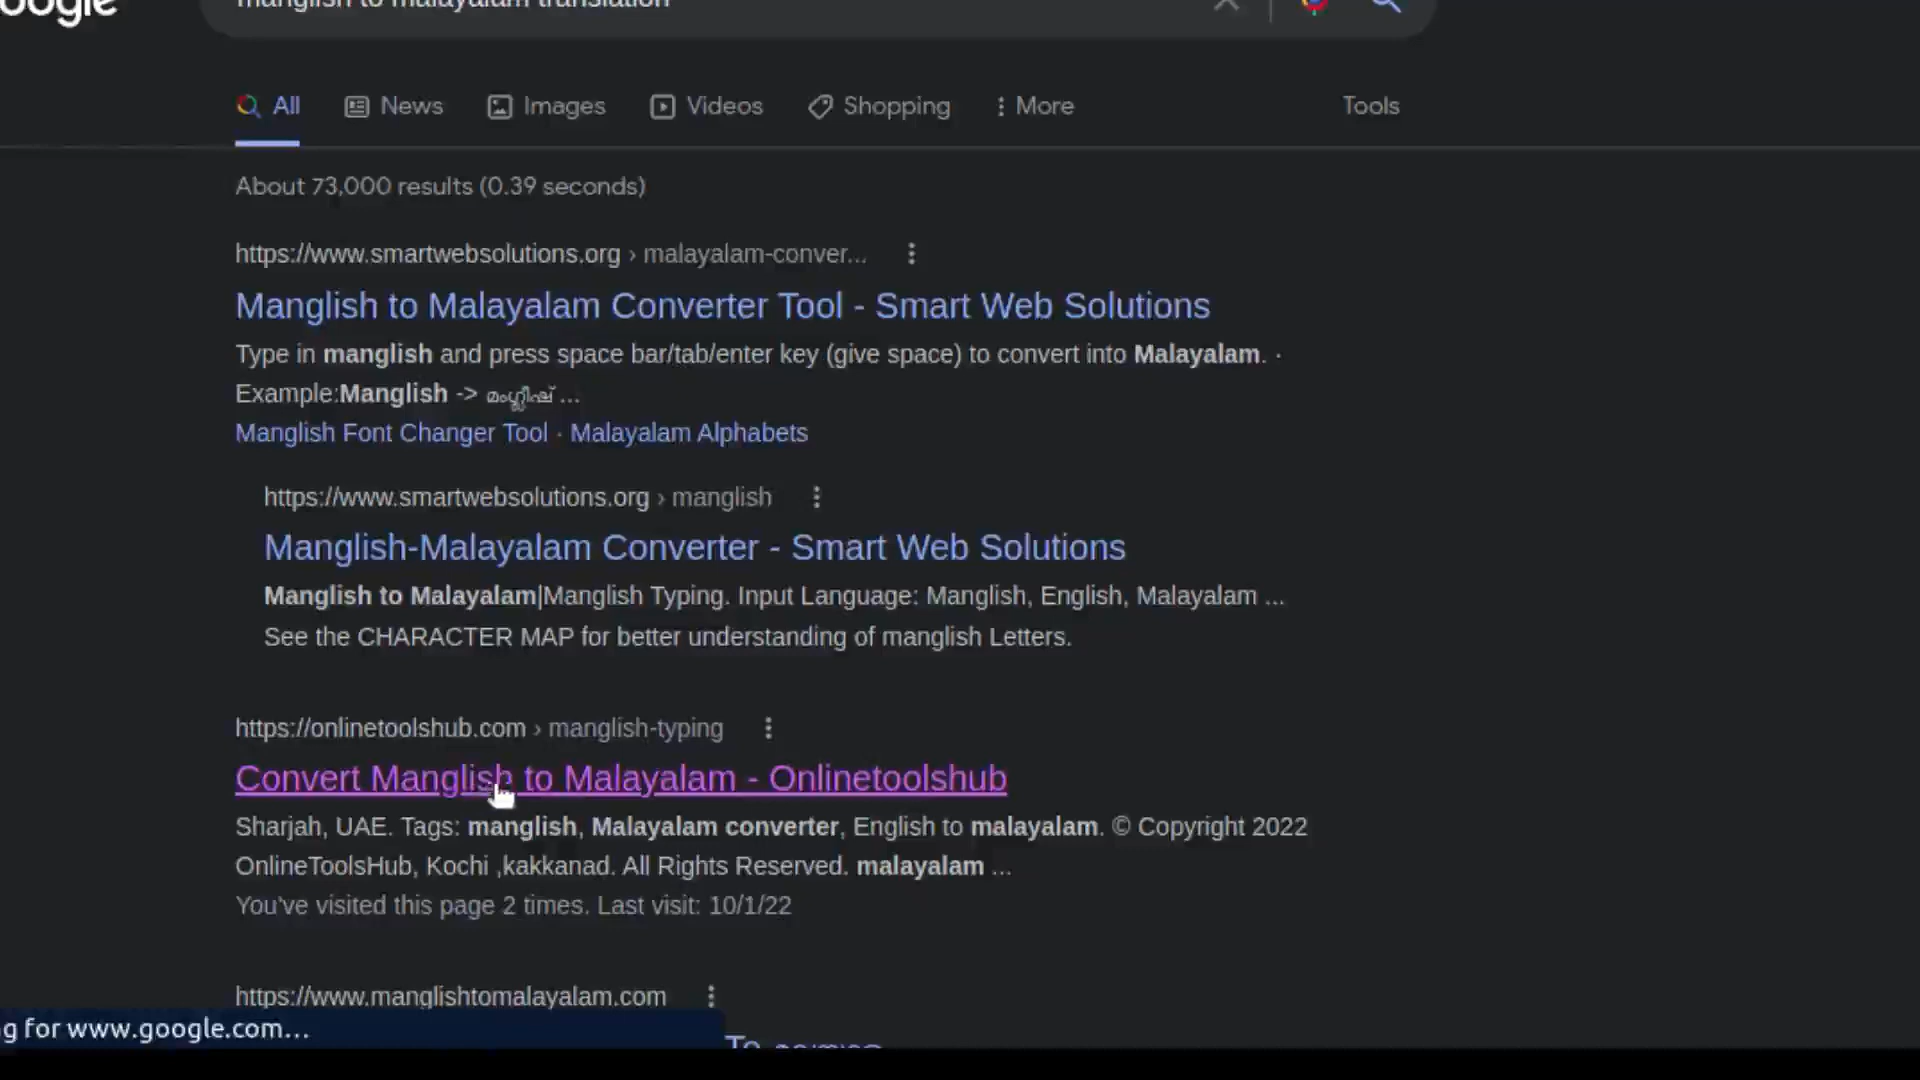 manglish to malayalam translation
All News Images Videos Shopping More Tools
About 73,000 results (0.39 seconds)
https://www.smartwebsolutions.org › malayalam-conver...
Manglish to Malayalam Converter Tool - Smart Web Solutions
Type in manglish and press space bar/tab/enter key (give space) to convert into Malayalam. ·
Example:Manglish -> മംഗ്ലീഷ് ...
Manglish Font Changer Tool · Malayalam Alphabets
https://www.smartwebsolutions.org › manglish
Manglish-Malayalam Converter - Smart Web Solutions
Manglish to Malayalam|Manglish Typing. Input Language: Manglish, English, Malayalam ...
See the CHARACTER MAP for better understanding of manglish Letters.
https://onlinetoolshub.com › manglish-typing
Convert Manglish to Malayalam - Onlinetoolshub
Sharjah, UAE. Tags: manglish, Malayalam converter, English to malayalam. © Copyright 2022
OnlineToolsHub, Kochi ,kakkanad. All Rights Reserved. malayalam ...
You've visited this page 2 times. Last visit: 10/1/22
https://www.manglishtomalayalam.com
g for www.google.com...
To